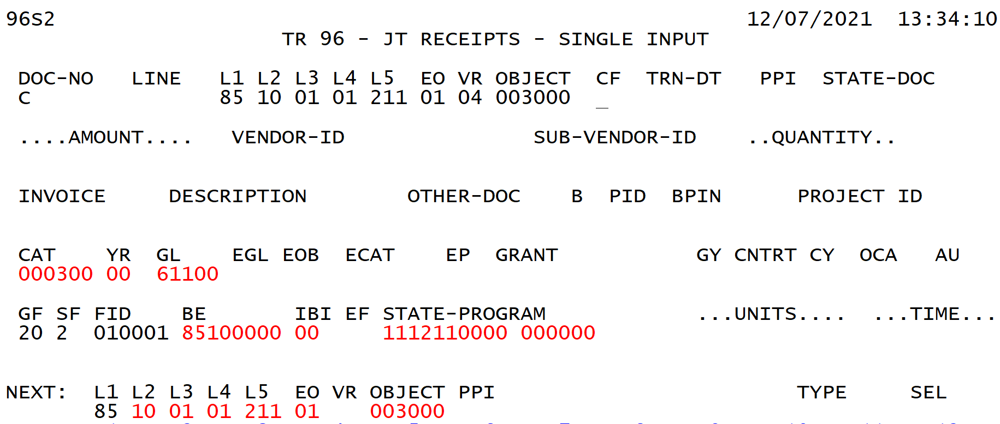 96S2 12/07/2021 13:34:10
TR 96 - JT RECEIPTS - SINGLE INPUT
DOC-NO LINE L1 L2 L3 L4 L5 EO VR OBJECT CF TRN-DT PPI STATE-DOC
C 85 10 01 01 211 01 04 003000 _
....AMOUNT.... VENDOR-ID SUB-VENDOR-ID ..QUANTITY..
INVOICE DESCRIPTION OTHER-DOC B PID BPIN PROJECT ID
CAT YR GL EGL EOB ECAT EP GRANT GY CNTRT CY OCA AU
000300 00 61100
GF SF FID BE IBI EF STATE-PROGRAM ...UNITS.... ...TIME...
20 2 010001 85100000 00 1112110000 000000
NEXT: L1 L2 L3 L4 L5 EO VR OBJECT PPI TYPE SEL
85 10 01 01 211 01 003000